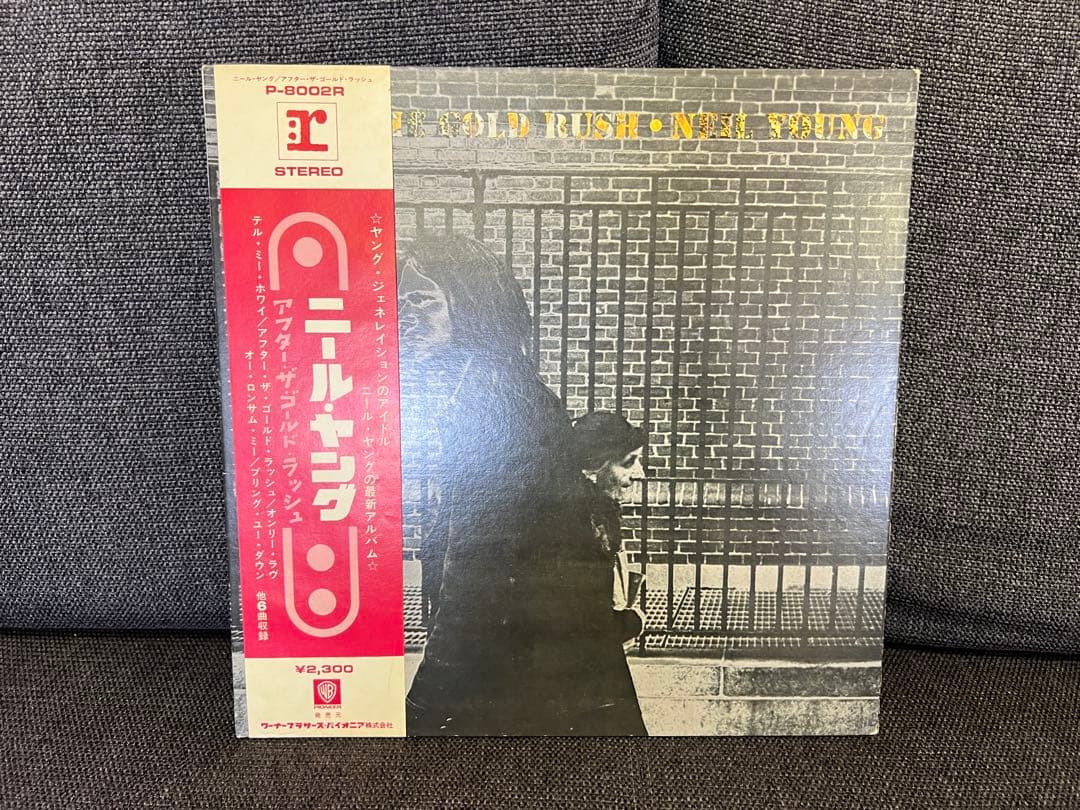 ニール・ヤング/アフター・ザ・ゴールド・ラッシュ
P-8002R
r
STEREO
HE GOLD RUSH • NEIL YOUNG
☆ヤング・ジェネレイションのアイドル
ニール・ヤングの最新アルバム☆
ニール・ヤング
アフター・ザ・ゴールド・ラッシュ
テル・ミー・ホワイ/アフター・ザ・ゴールド・ラッシュ/オンリー・ラヴ
オー・ロンサム・ミー/ブリング・ユー・ダウン
他6曲収録
¥2,300
WB
PIONEER
発売元
ワーナーブラザーズ・パイオニア株式会社